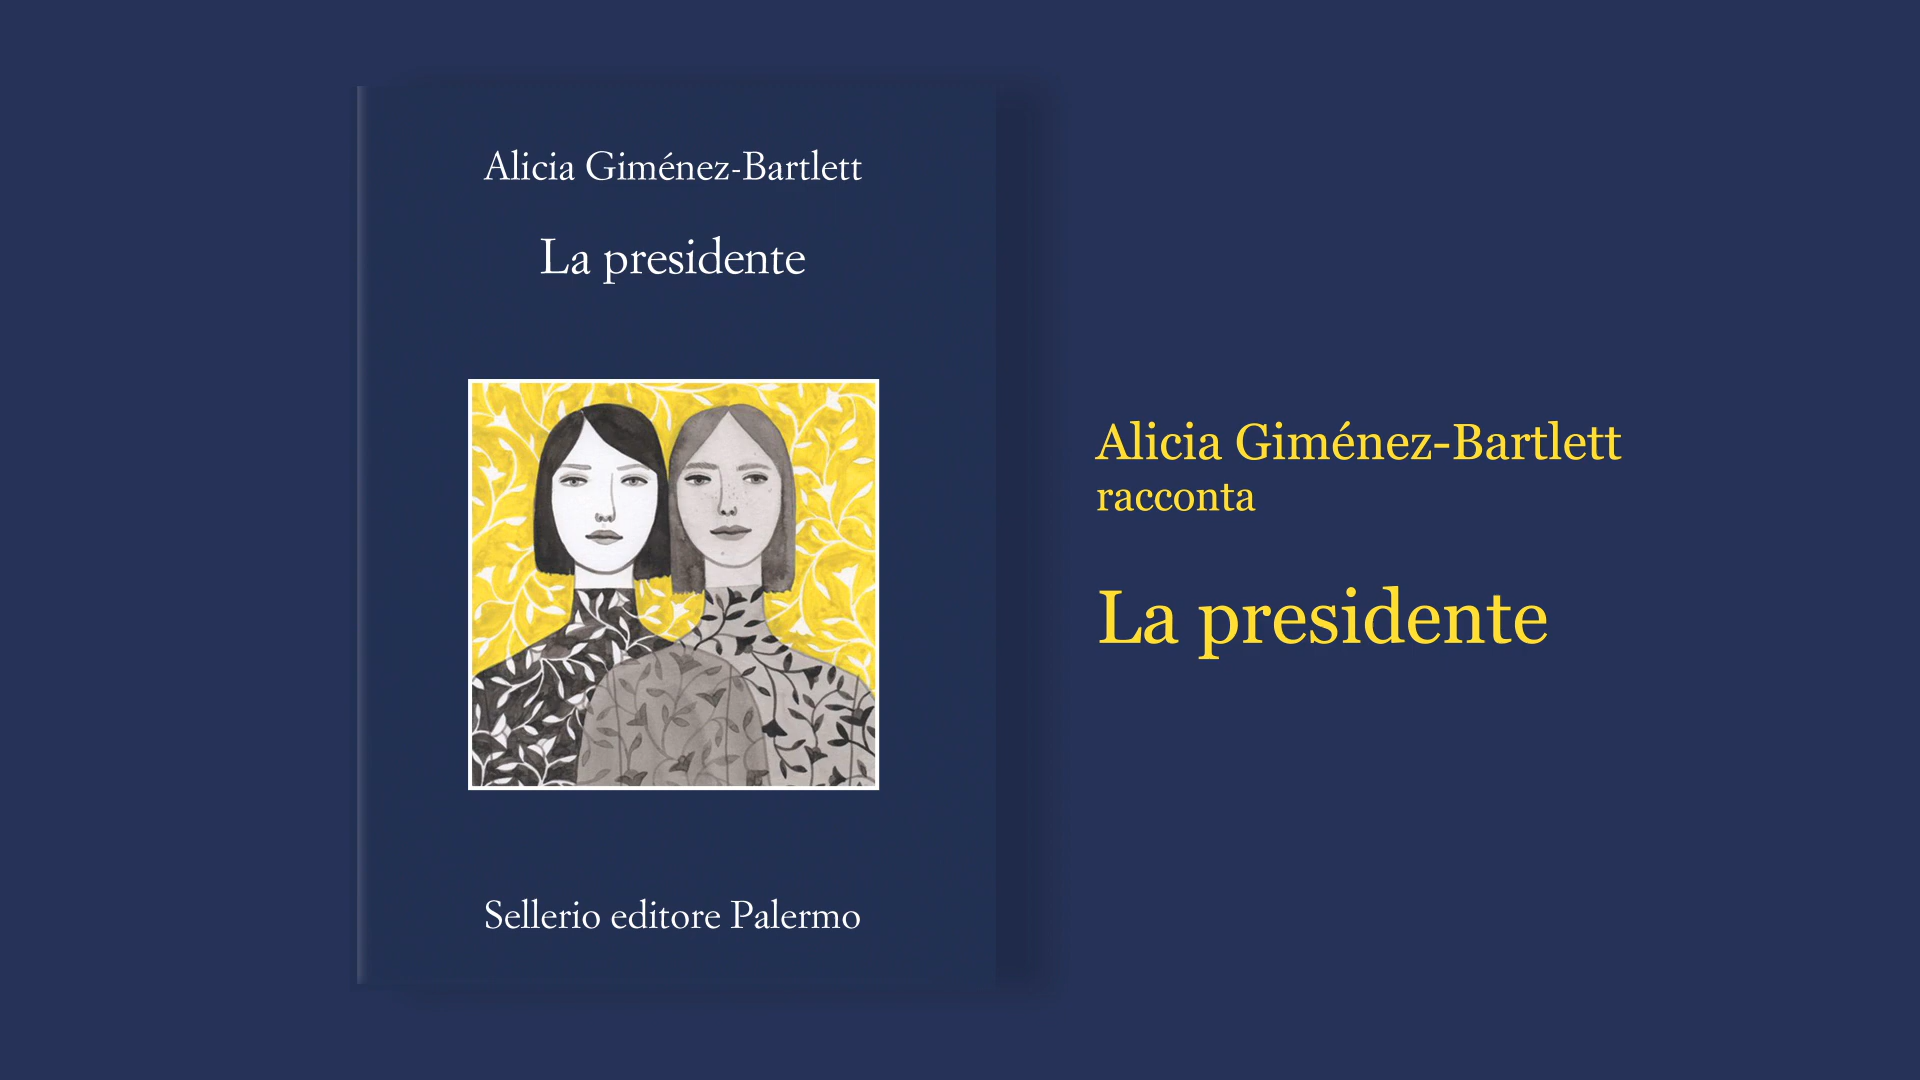 Alicia Giménez-Bartlett
La presidente
Sellerio editore Palermo
Alicia Giménez-Bartlett
racconta
La presidente